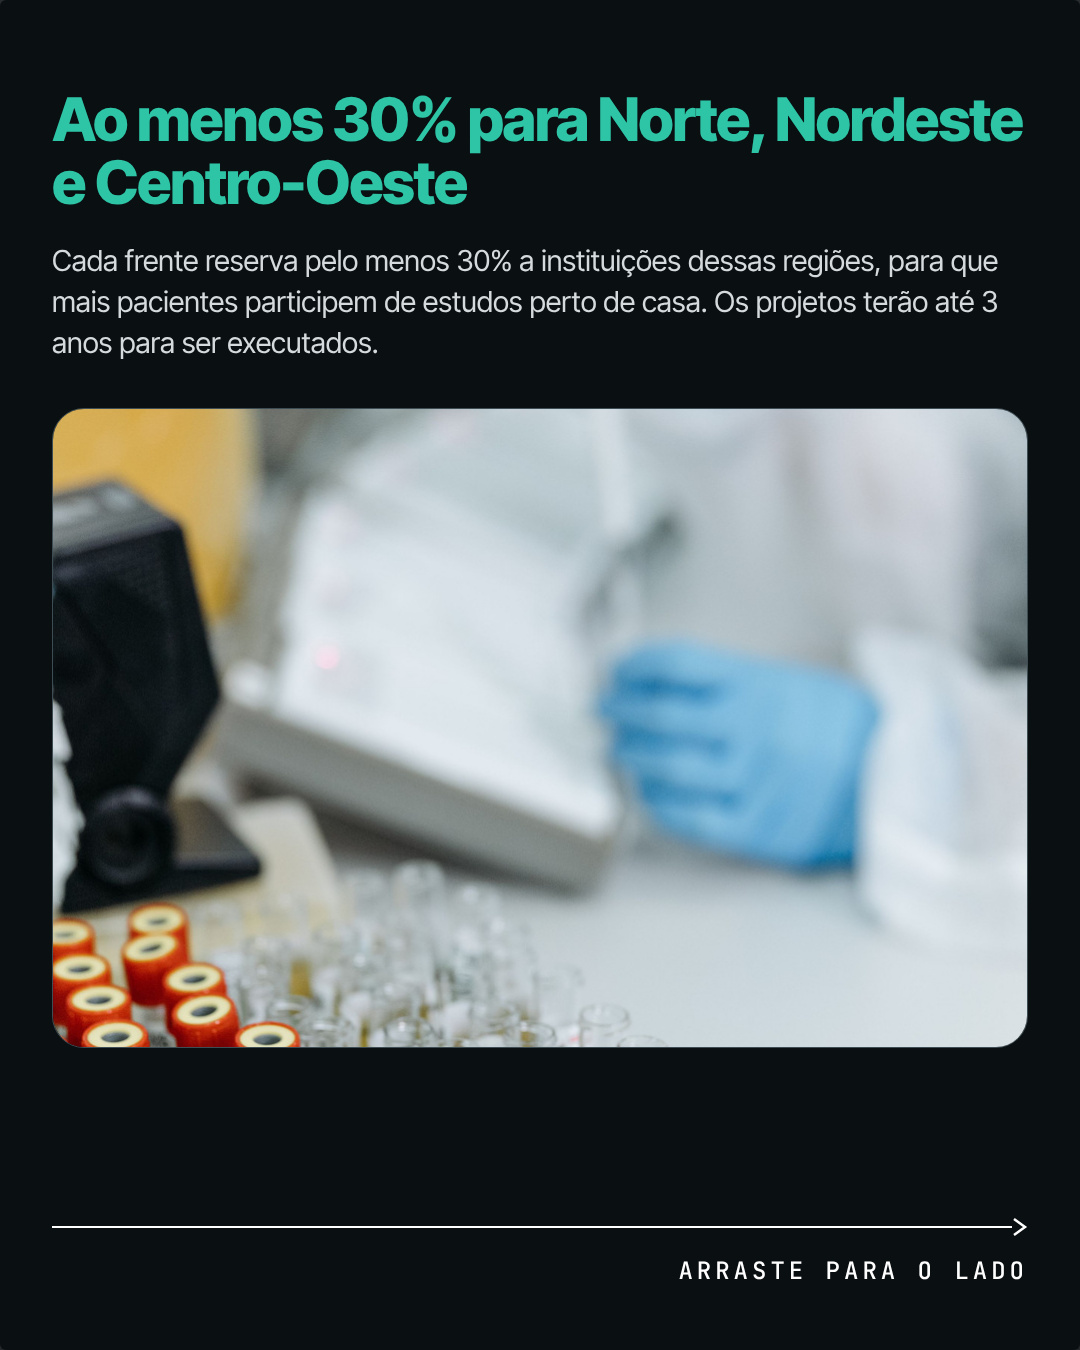 Ao menos 30% para Norte, Nordeste
e Centro-Oeste
Cada frente reserva pelo menos 30% a instituições dessas regiões, para que
mais pacientes participem de estudos perto de casa. Os projetos terão até 3
anos para ser executados.
ARRASTE PARA O LADO